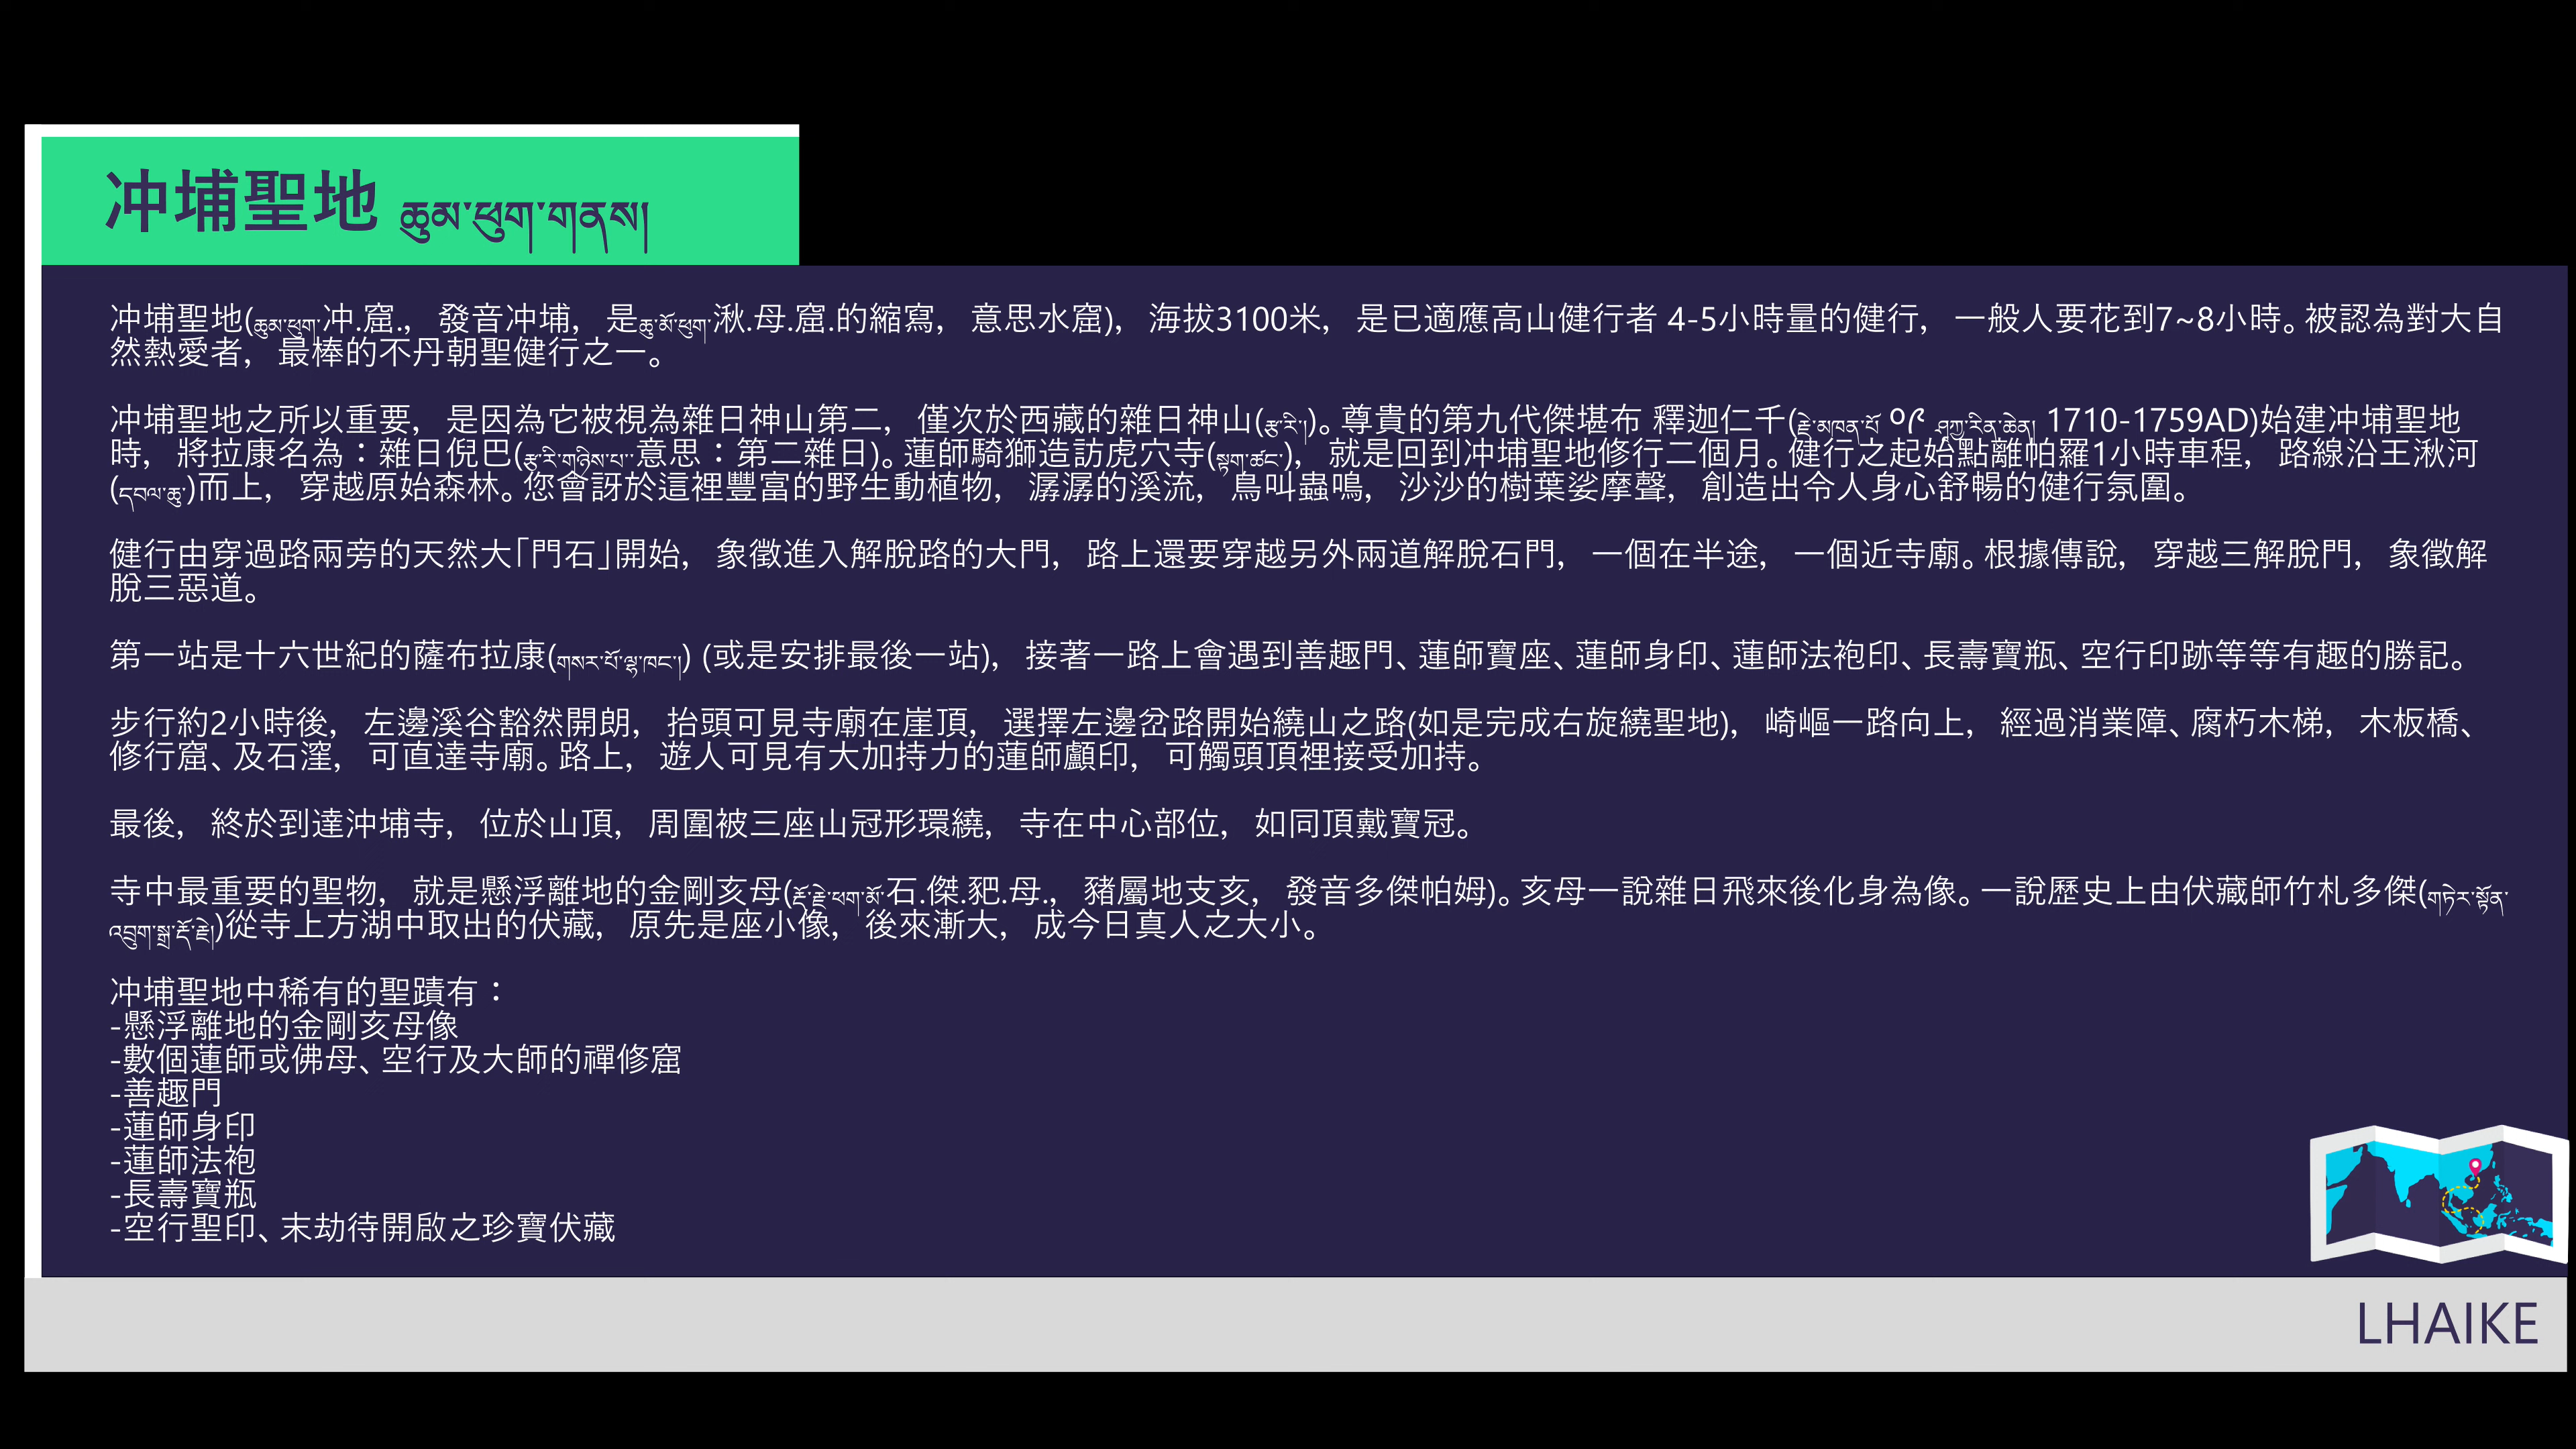 冲埔聖地 ཆུམ་ཕུག་གནས།
冲埔聖地(ཆུམ་ཕུག་冲.窟.，發音冲埔，是ཆུ་མོ་ཕུག་湫.母.窟.的縮寫，意思水窟)，海拔3100米，是已適應高山健行者 4-5小時量的健行，一般人要花到7~8小時。被認為對大自
然熱愛者，最棒的不丹朝聖健行之一。
冲埔聖地之所以重要，是因為它被視為雜日神山第二，僅次於西藏的雜日神山(རྩ་རི།)。尊貴的第九代傑堪布 釋迦仁千(རྗེ་མཁན་པོ ༠༩ ཤཱཀྱ་རིན་ཆེན། 1710-1759AD)始建冲埔聖地
時，將拉康名為：雜日倪巴(རྩ་རི་གཉིས་པ་་意思：第二雜日)。蓮師騎獅造訪虎穴寺(སྟག་ཚང་)，就是回到冲埔聖地修行二個月。健行之起始點離帕羅1小時車程，路線沿王湫河
(དབལ་ཆུ་)而上，穿越原始森林。您會訝於這裡豐富的野生動植物，潺潺的溪流，鳥叫蟲鳴，沙沙的樹葉娑摩聲，創造出令人身心舒暢的健行氛圍。
健行由穿過路兩旁的天然大「門石」開始，象徵進入解脫路的大門，路上還要穿越另外兩道解脫石門，一個在半途，一個近寺廟。根據傳說，穿越三解脫門，象徵解
脫三惡道。
第一站是十六世紀的薩布拉康(གསར་པོ་ལྷ་ཁང་།) (或是安排最後一站)，接著一路上會遇到善趣門、蓮師寶座、蓮師身印、蓮師法袍印、長壽寶瓶、空行印跡等等有趣的勝記。
步行約2小時後，左邊溪谷豁然開朗，抬頭可見寺廟在崖頂，選擇左邊岔路開始繞山之路(如是完成右旋繞聖地)，崎嶇一路向上，經過消業障、腐朽木梯，木板橋、
修行窟、及石漥，可直達寺廟。路上，遊人可見有大加持力的蓮師顱印，可觸頭頂裡接受加持。
最後，終於到達沖埔寺，位於山頂，周圍被三座山冠形環繞，寺在中心部位，如同頂戴寶冠。
寺中最重要的聖物，就是懸浮離地的金剛亥母(རྡོ་རྗེ་ཕག་མོ་石.傑.豝.母.，豬屬地支亥，發音多傑帕姆)。亥母一說雜日飛來後化身為像。一說歷史上由伏藏師竹札多傑(གཏེར་སྟོན་
འབྲུག་སྒྲ་རྡོ་རྗེ།)從寺上方湖中取出的伏藏，原先是座小像，後來漸大，成今日真人之大小。
冲埔聖地中稀有的聖蹟有：
-懸浮離地的金剛亥母像
-數個蓮師或佛母、空行及大師的禪修窟
-善趣門
-蓮師身印
-蓮師法袍
-長壽寶瓶
-空行聖印、末劫待開啟之珍寶伏藏
LHAIKE